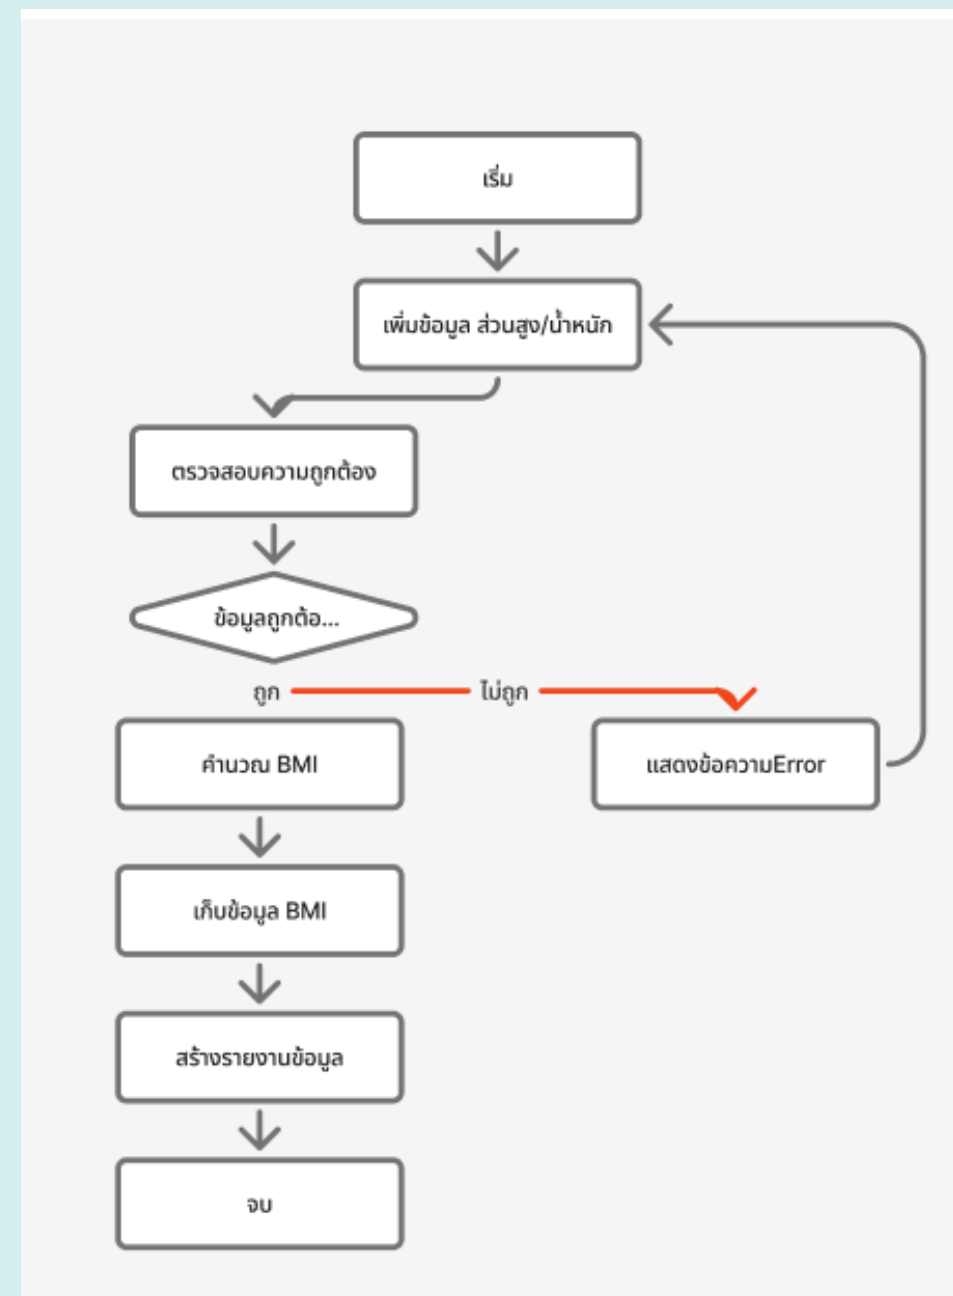 เริ่ม
เพิ่มข้อมูล ส่วนสูง/น้ำหนัก
ตรวจสอบความถูกต้อง
ข้อมูลถูกต้อ...
ถูก
ไม่ถูก
คำนวณ BMI
แสดงข้อความError
เก็บข้อมูล BMI
สร้างรายงานข้อมูล
จบ